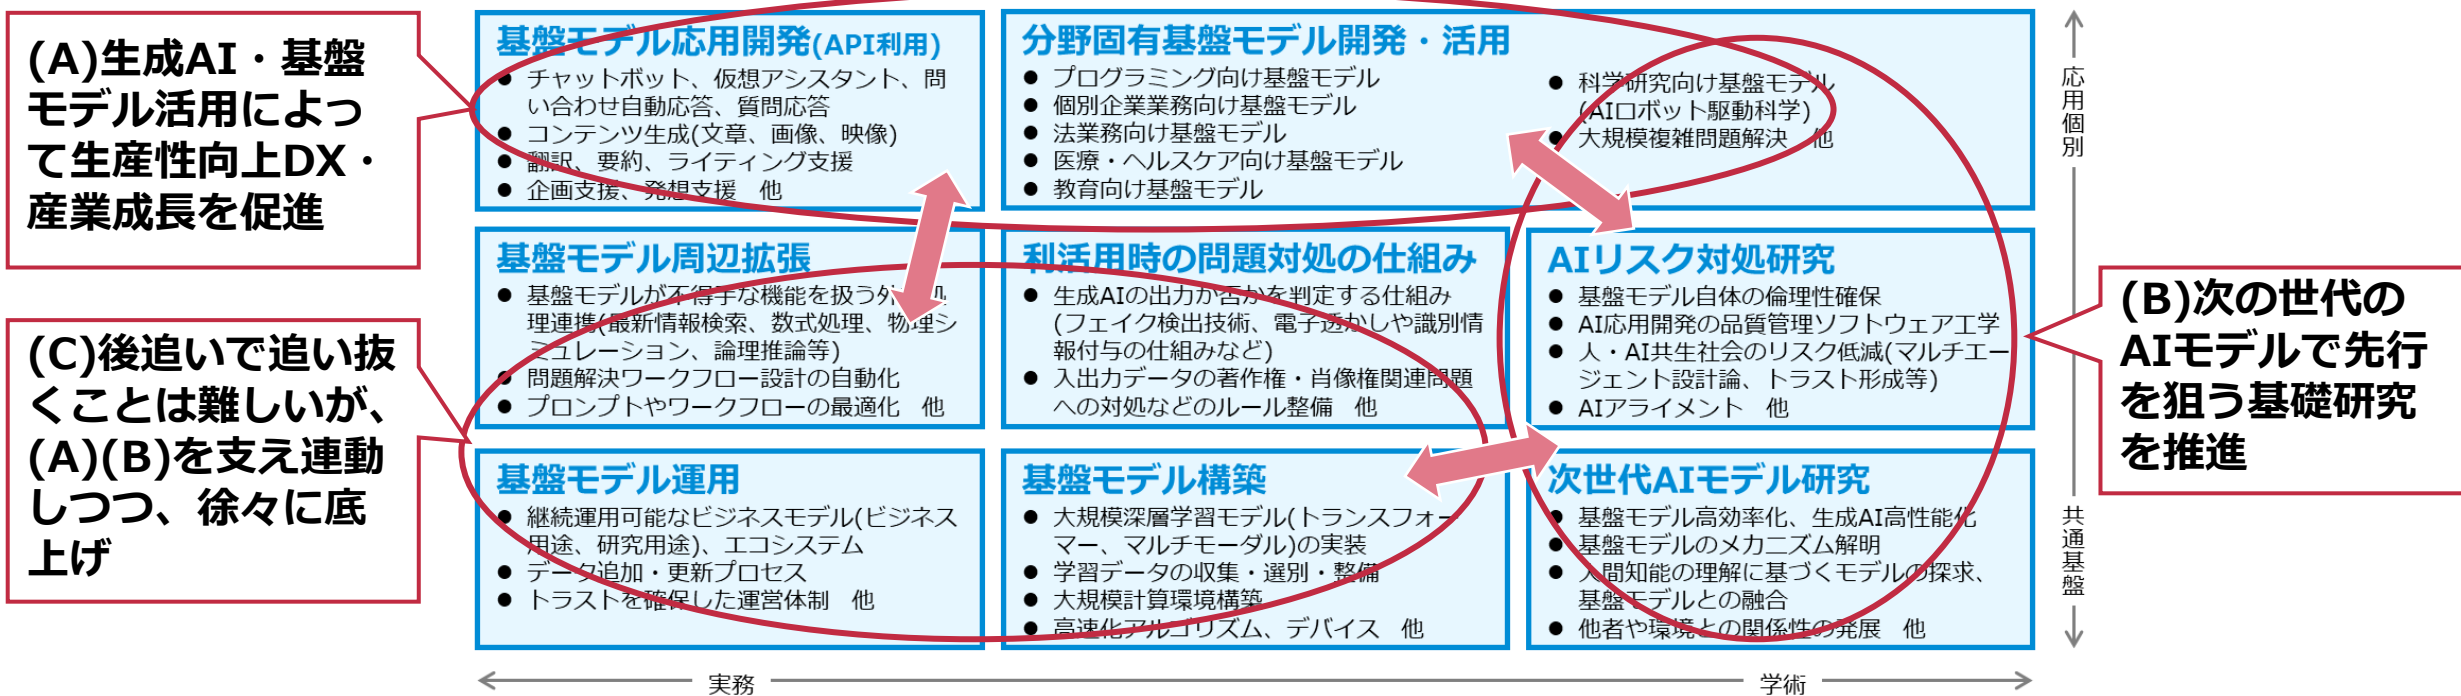 (A)生成AI・基盤
モデル活用によっ
て生産性向上DX・
産業成長を促進
(C)後追いで追い抜
くことは難しいが、
(A)(B)を支え連動
しつつ、徐々に底
上げ
基盤モデル応用開発(API利用)
● チャットボット、仮想アシスタント、問
い合わせ自動応答、質問応答
● コンテンツ生成(文章、画像、映像)
● 翻訳、要約、ライティング支援
● 企画支援、発想支援 他
分野固有基盤モデル開発・活用
● プログラミング向け基盤モデル
● 個別企業業務向け基盤モデル
● 法業務向け基盤モデル
● 医療・ヘルスケア向け基盤モデル
● 教育向け基盤モデル
● 科学研究向け基盤モデル
(AIロボット駆動科学)
● 大規模複雑問題解決 他
基盤モデル周辺拡張
● 基盤モデルが不得手な機能を扱う外部処
理連携(最新情報検索、数式処理、物理シ
ミュレーション、論理推論等)
● 問題解決ワークフロー設計の自動化
● プロンプトやワークフローの最適化 他
利活用時の問題対処の仕組み
● 生成AIの出力か否かを判定する仕組み
(フェイク検出技術、電子透かしや識別情
報付与の仕組みなど)
● 入出力データの著作権・肖像権関連問題
への対処などのルール整備 他
AIリスク対処研究
● 基盤モデル自体の倫理性確保
● AI応用開発の品質管理ソフトウェア工学
● 人・AI共生社会のリスク低減(マルチエー
ジェント設計論、トラスト形成等)
● AIアライメント 他
基盤モデル運用
● 継続運用可能なビジネスモデル(ビジネス
用途、研究用途)、エコシステム
● データ追加・更新プロセス
● トラストを確保した運営体制 他
基盤モデル構築
● 大規模深層学習モデル(トランスフォー
マー、マルチモーダル)の実装
● 学習データの収集・選別・整備
● 大規模計算環境構築
● 高速化アルゴリズム、デバイス 他
次世代AIモデル研究
● 基盤モデル高効率化、生成AI高性能化
● 基盤モデルのメカニズム解明
● 人間知能の理解に基づくモデルの探求、
基盤モデルとの融合
● 他者や環境との関係性の発展 他
応用個別
共通基盤
(B)次の世代の
AIモデルで先行
を狙う基礎研究
を推進
実務
学術